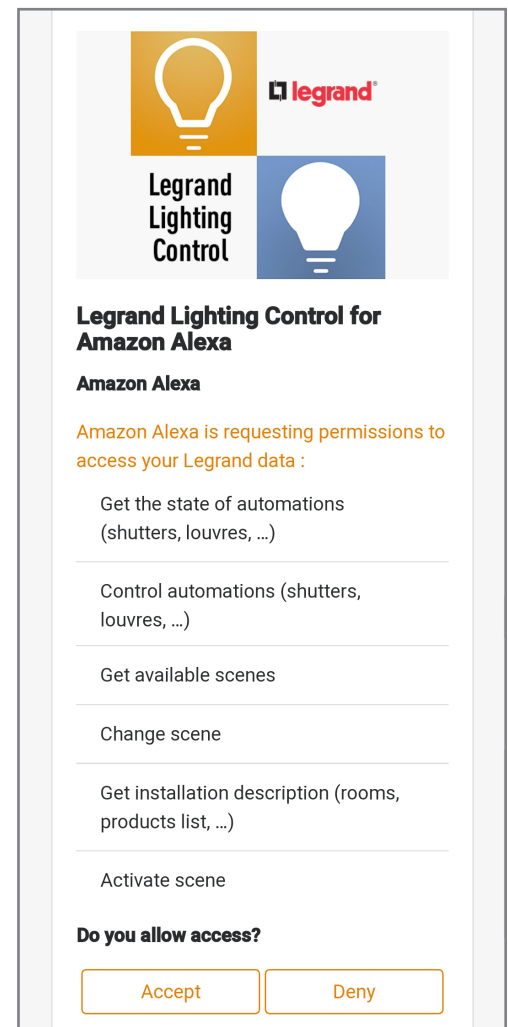 legrand®
Legrand
Lighting
Control
Legrand Lighting Control for
Amazon Alexa
Amazon Alexa
Amazon Alexa is requesting permissions to
access your Legrand data :
Get the state of automations
(shutters, louvres, ...)
Control automations (shutters,
louvres, ...)
Get available scenes
Change scene
Get installation description (rooms,
products list, ...)
Activate scene
Do you allow access?
Accept Deny